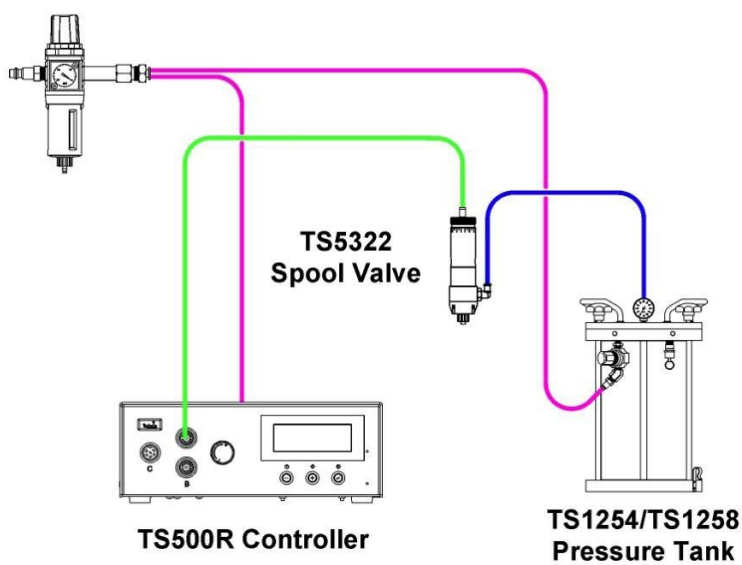 TS5322
Spool Valve
C
B
TS500R Controller
TS1254/TS1258
Pressure Tank